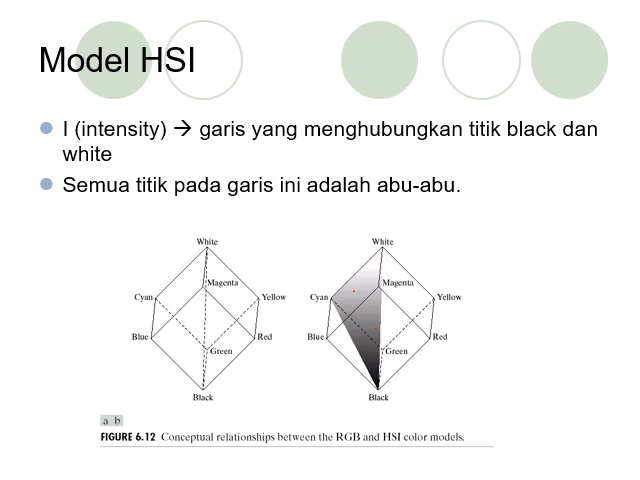 Model HSI
I (intensity) → garis yang menghubungkan titik black dan
white
Semua titik pada garis ini adalah abu-abu.
White White
Magenta Magenta
Cyan Yellow Cyan Yellow
Blue Red Blue Red
Green Green
Black Black
a b
FIGURE 6.12 Conceptual relationships between the RGB and HSI color models.